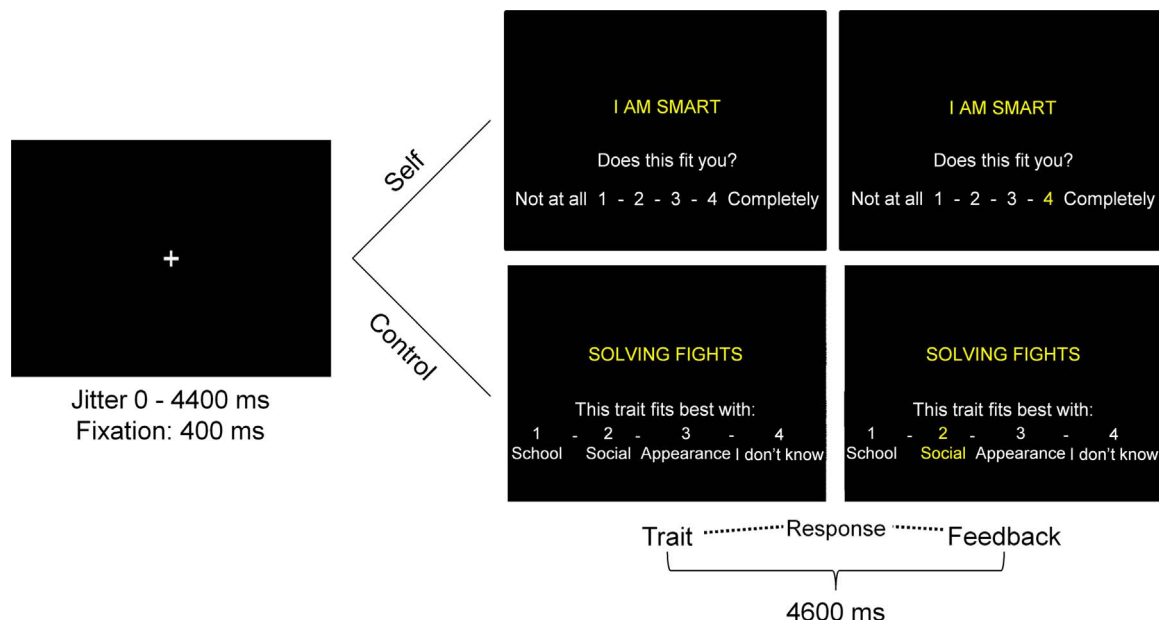 +
Jitter 0 - 4400 ms
Fixation: 400 ms
Self
Control
I AM SMART
Does this fit you?
Not at all 1 - 2 - 3 - 4 Completely
I AM SMART
Does this fit you?
Not at all 1 - 2 - 3 - 4 Completely
SOLVING FIGHTS
This trait fits best with:
1 - 2 - 3 - 4
School Social Appearance I don't know
SOLVING FIGHTS
This trait fits best with:
1 - 2 - 3 - 4
School Social Appearance I don't know
Trait Response Feedback
4600 ms